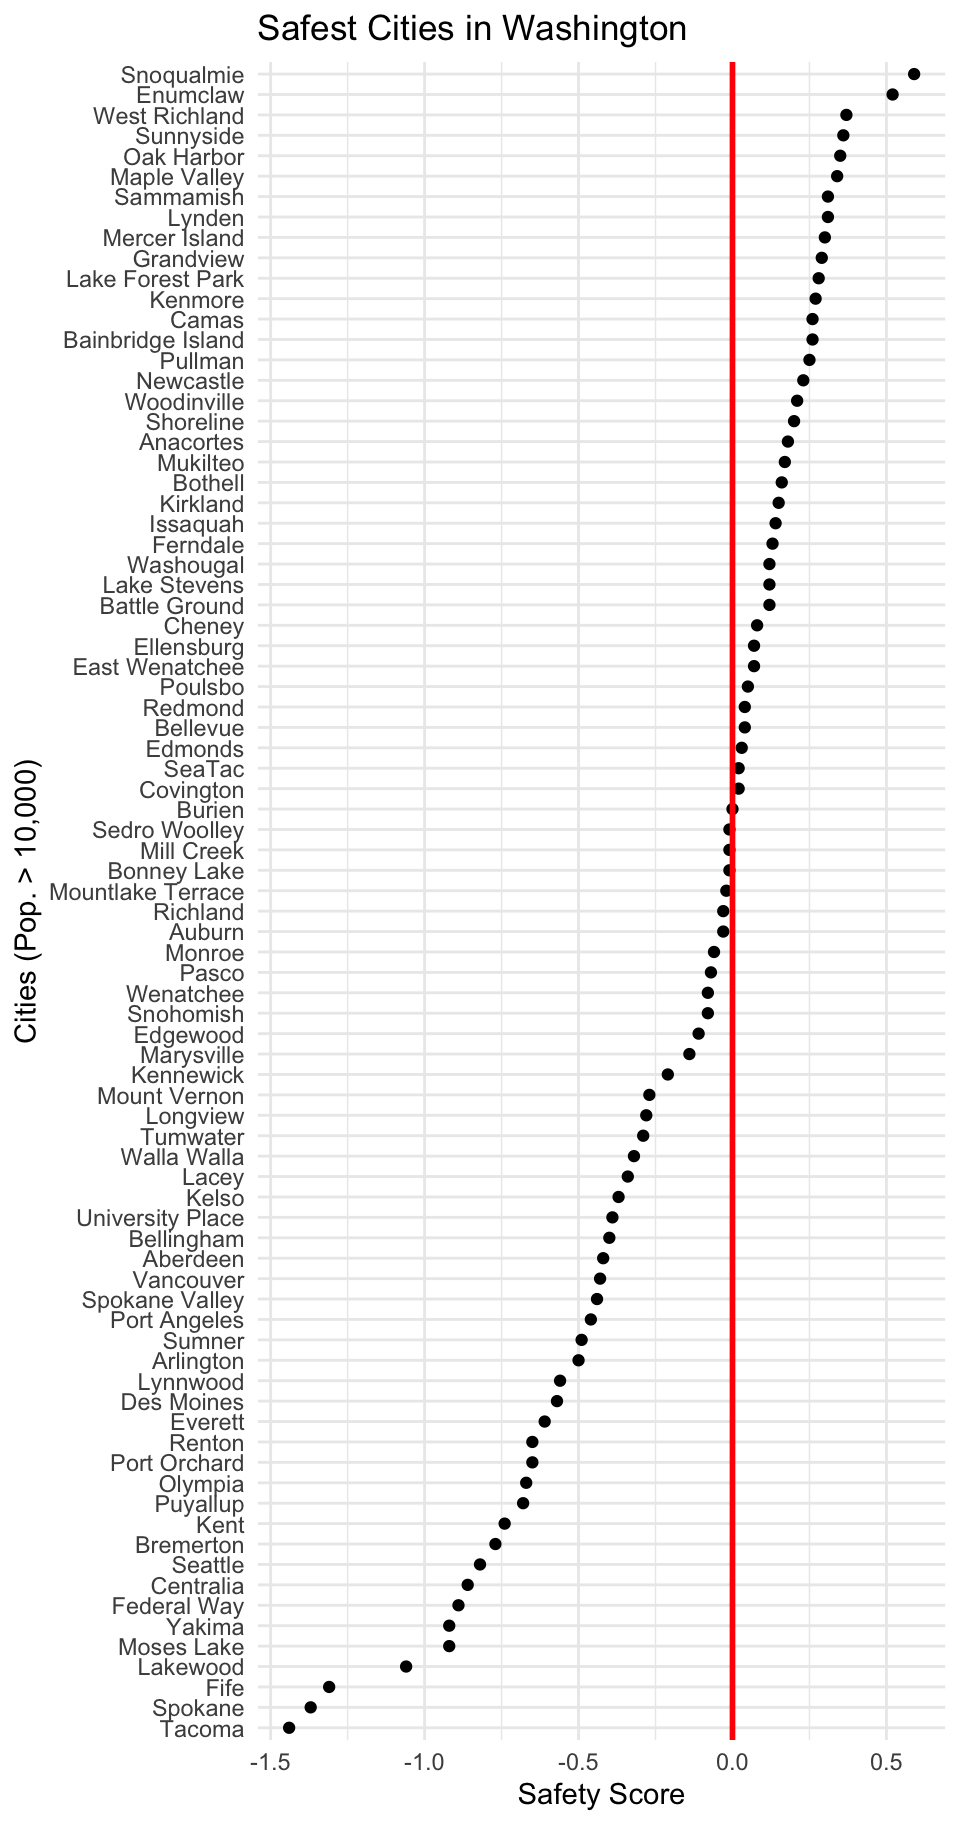 Safest Cities in Washington
Snoqualmie
Enumclaw
West Richland
Sunnyside
Oak Harbor
Maple Valley
Sammamish
Lynden
Mercer Island
Grandview
Lake Forest Park
Kenmore
Camas
Bainbridge Island
Pullman
Newcastle
Woodinville
Shoreline
Anacortes
Mukilteo
Bothell
Kirkland
Issaquah
Ferndale
Washougal
Lake Stevens
Battle Ground
Cheney
Ellensburg
East Wenatchee
Poulsbo
Redmond
Bellevue
Edmonds
SeaTac
Covington
Burien
Sedro Woolley
Mill Creek
Bonney Lake
Mountlake Terrace
Richland
Auburn
Monroe
Pasco
Wenatchee
Snohomish
Edgewood
Marysville
Kennewick
Mount Vernon
Longview
Tumwater
Walla Walla
Lacey
Kelso
University Place
Bellingham
Aberdeen
Vancouver
Spokane Valley
Port Angeles
Sumner
Arlington
Lynnwood
Des Moines
Everett
Renton
Port Orchard
Olympia
Puyallup
Kent
Bremerton
Seattle
Centralia
Federal Way
Yakima
Moses Lake
Lakewood
Fife
Spokane
Tacoma
Cities (Pop. > 10,000)
-1.5 -1.0 -0.5 0.0 0.5
Safety Score